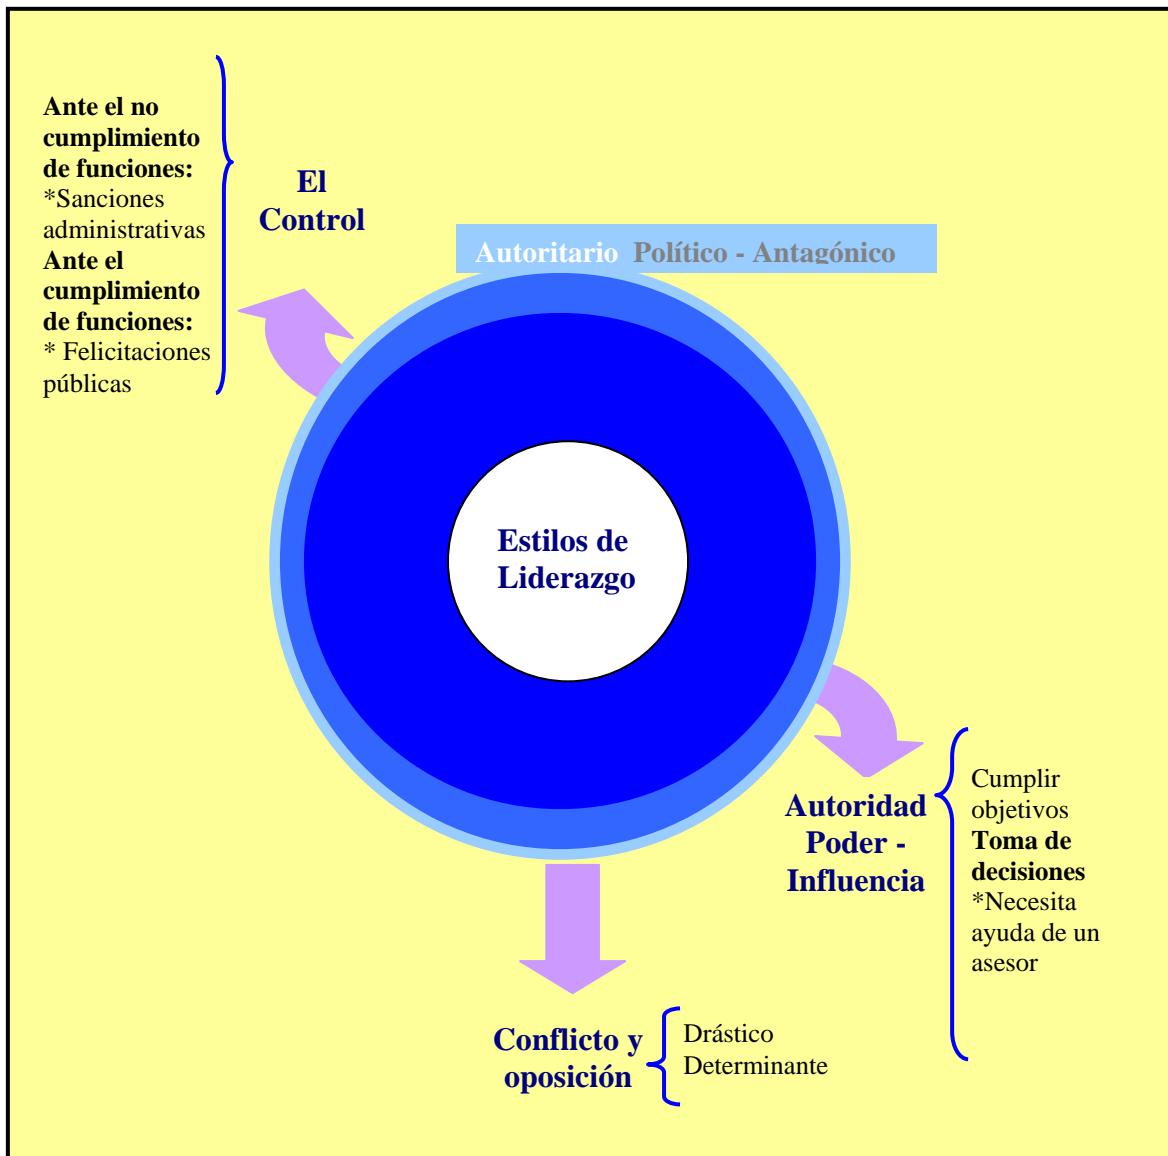 Ante el no
cumplimiento
de funciones:
*Sanciones
administrativas
Ante el
cumplimiento
de funciones:
* Felicitaciones
públicas
El
Control
Autoritario Político - Antagónico
Estilos de
Liderazgo
Autoridad
Poder -
Influencia
Cumplir
objetivos
Toma de
decisiones
*Necesita
ayuda de un
asesor
Conflicto y
oposición
Drástico
Determinante